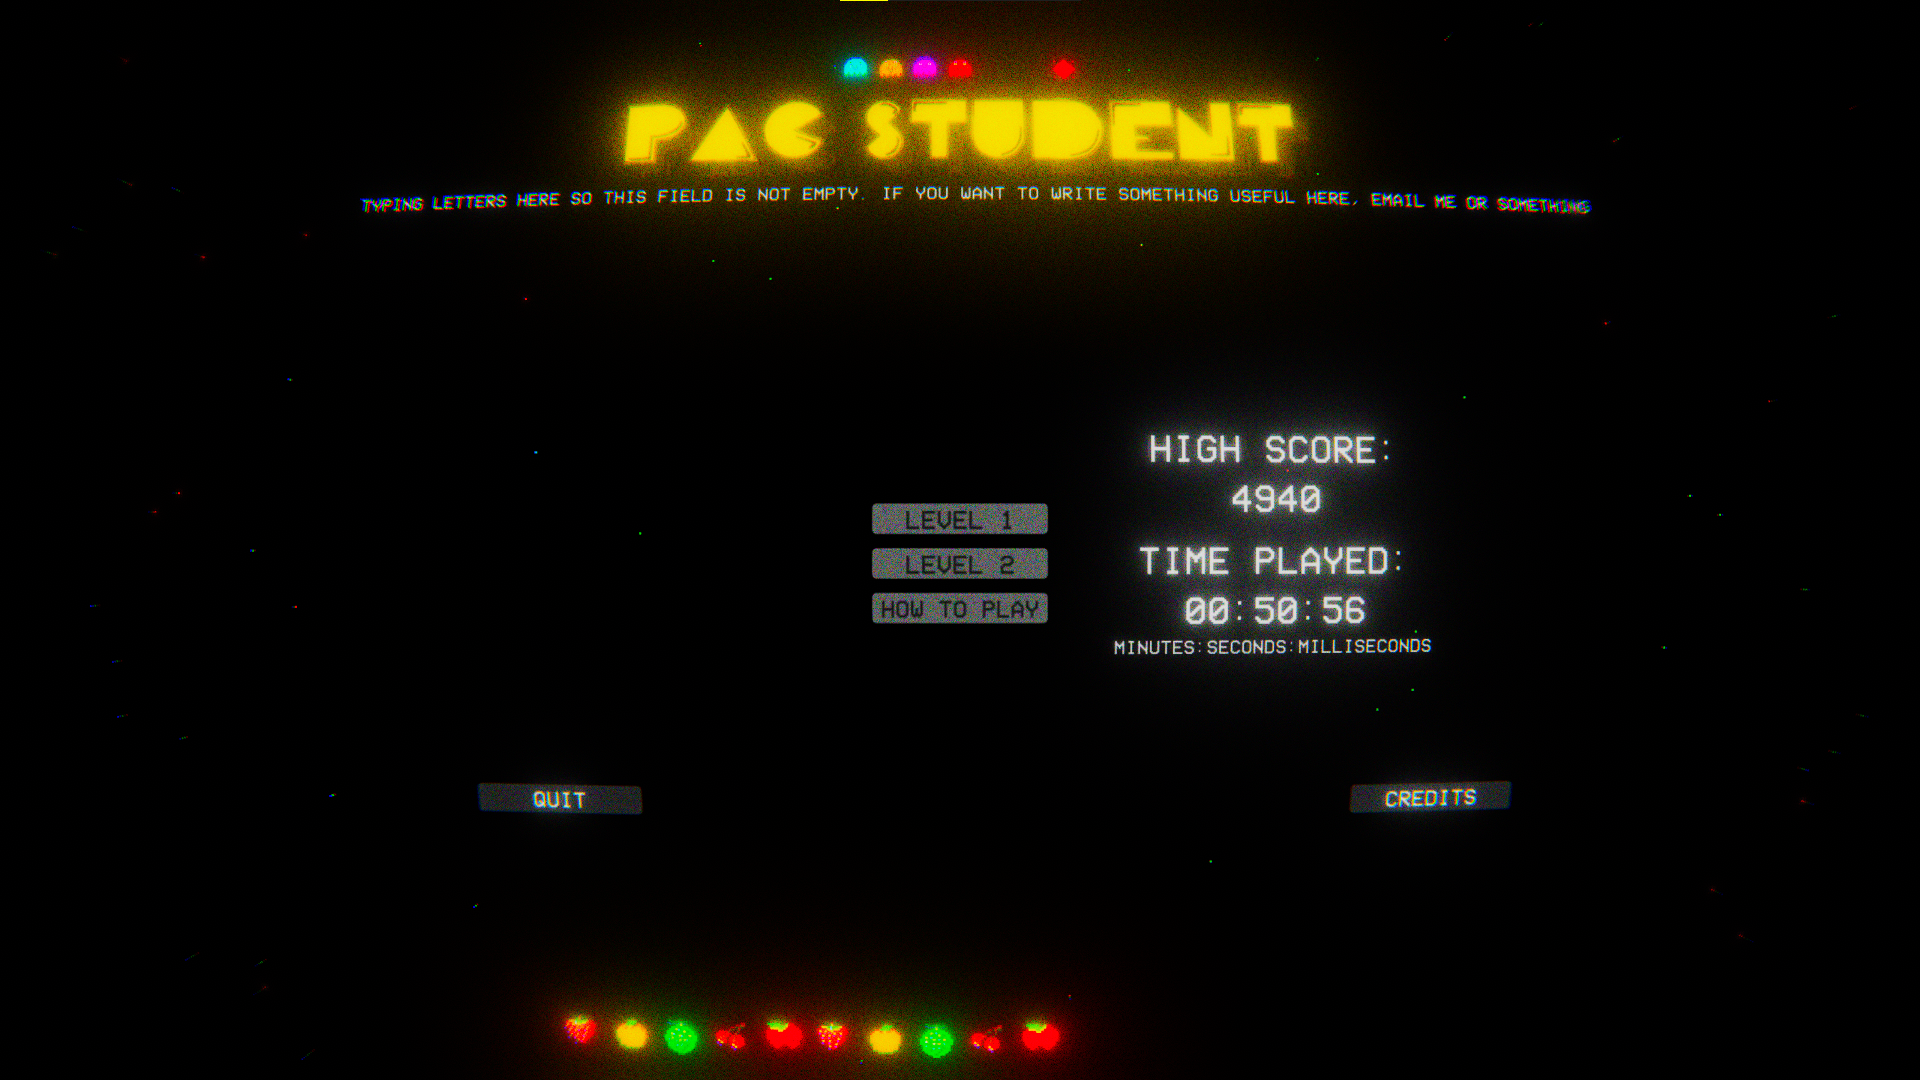 PAC STUDENT
TYPING LETTERS HERE SO THIS FIELD IS NOT EMPTY. IF YOU WANT TO WRITE SOMETHING USEFUL HERE, EMAIL ME OR SOMETHING
HIGH SCORE:
4940
LEVEL 1
LEVEL 2
HOW TO PLAY
TIME PLAYED:
00:50:56
MINUTES:SECONDS:MILLISECONDS
QUIT
CREDITS